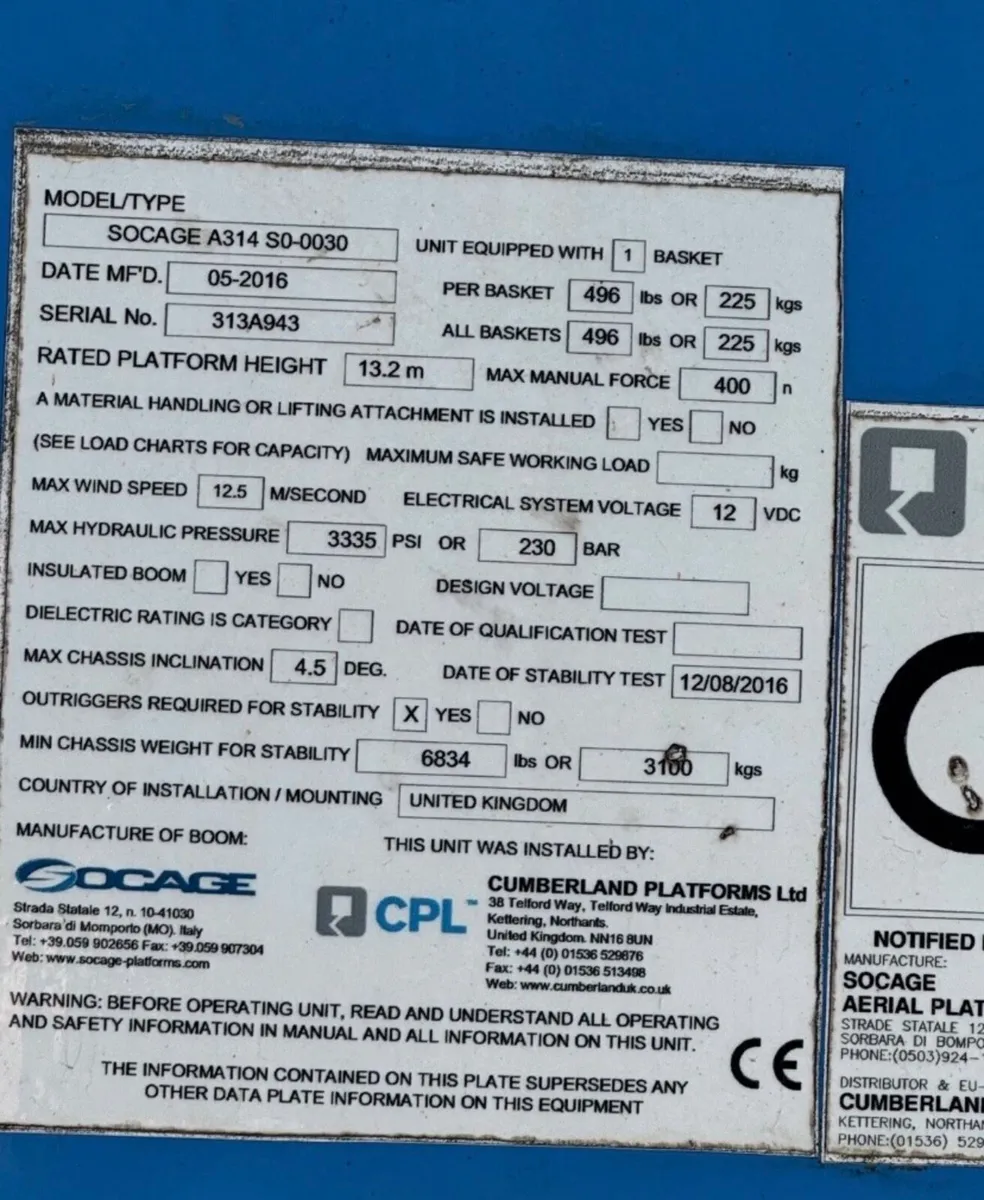 MODEL/TYPE
SOCAGE A314 S0-0030
UNIT EQUIPPED WITH 1 BASKET
DATE MF'D. 05-2016
PER BASKET 496 lbs OR 225 kgs
SERIAL No. 313A943
ALL BASKETS 496 lbs OR 225 kgs
RATED PLATFORM HEIGHT 13.2 m
MAX MANUAL FORCE 400 n
A MATERIAL HANDLING OR LIFTING ATTACHMENT IS INSTALLED YES NO
(SEE LOAD CHARTS FOR CAPACITY) MAXIMUM SAFE WORKING LOAD kg
MAX WIND SPEED 12.5 M/SECOND ELECTRICAL SYSTEM VOLTAGE 12 VDC
MAX HYDRAULIC PRESSURE 3335 PSI OR 230 BAR
INSULATED BOOM YES NO DESIGN VOLTAGE
DIELECTRIC RATING IS CATEGORY DATE OF QUALIFICATION TEST
MAX CHASSIS INCLINATION 4.5 DEG. DATE OF STABILITY TEST 12/08/2016
OUTRIGGERS REQUIRED FOR STABILITY X YES NO
MIN CHASSIS WEIGHT FOR STABILITY 6834 lbs OR 3100 kgs
COUNTRY OF INSTALLATION / MOUNTING UNITED KINGDOM
MANUFACTURE OF BOOM:
SOCAGE
Strada Statale 12, n. 10-41030
Sorbara di Momporto (MO). Italy
Tel: +39.059 902656 Fax: +39.059 907304
Web: www.socage-platforms.com
THIS UNIT WAS INSTALLED BY:
CPL™
CUMBERLAND PLATFORMS Ltd
38 Telford Way, Telford Way Industrial Estate,
Kettering, Northants.
United Kingdom. NN16 8UN
Tel: +44 (0) 01536 529876
Fax: +44 (0) 01536 513498
Web: www.cumberlanduk.co.uk
WARNING: BEFORE OPERATING UNIT, READ AND UNDERSTAND ALL OPERATING
AND SAFETY INFORMATION IN MANUAL AND ALL INFORMATION ON THIS UNIT.
CE
THE INFORMATION CONTAINED ON THIS PLATE SUPERSEDES ANY
OTHER DATA PLATE INFORMATION ON THIS EQUIPMENT
NOTIFIED
MANUFACTURE:
SOCAGE
AERIAL PLAT
STRADE STATALE 12
SORBARA DI BOMPO
PHONE:(0503)924-
DISTRIBUTOR & EU-
CUMBERLAN
KETTERING, NORTHA
PHONE:(01536) 529